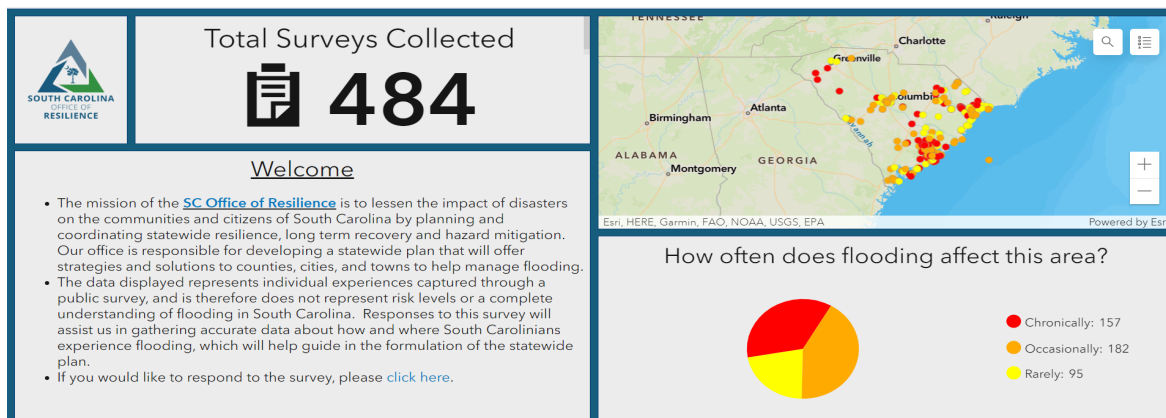 SOUTH CAROLINA
OFFICE OF
RESILIENCE
Total Surveys Collected
484
Welcome
• The mission of the SC Office of Resilience is to lessen the impact of disasters
on the communities and citizens of South Carolina by planning and
coordinating statewide resilience, long term recovery and hazard mitigation.
Our office is responsible for developing a statewide plan that will offer
strategies and solutions to counties, cities, and towns to help manage flooding.
• The data displayed represents individual experiences captured through a
public survey, and is therefore does not represent risk levels or a complete
understanding of flooding in South Carolina. Responses to this survey will
assist us in gathering accurate data about how and where South Carolinians
experience flooding, which will help guide in the formulation of the statewide
plan.
• If you would like to respond to the survey, please click here.
TENNESSEE
Raleigh
Charlotte
Greenville
Columbi
Atlanta
Birmingham
Savannah
ALABAMA
GEORGIA
Montgomery
Esri, HERE, Garmin, FAO, NOAA, USGS, EPA
Powered by Esr
How often does flooding affect this area?
Chronically: 157
Occasionally: 182
Rarely: 95